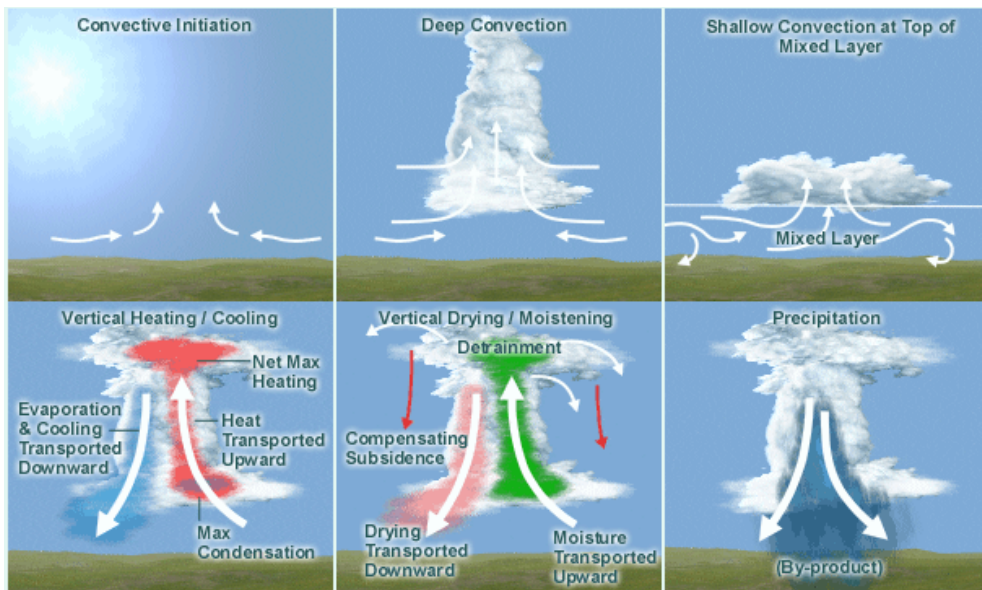 Convective Initiation
Deep Convection
Shallow Convection at Top of
Mixed Layer
Mixed Layer
Vertical Heating / Cooling
Net Max
Heating
Evaporation
& Cooling
Transported
Downward
Heat
Transported
Upward
Max
Condensation
Vertical Drying / Moistening
Detrainment
Compensating
Subsidence
Drying
Transported
Downward
Moisture
Transported
Upward
Precipitation
(By-product)